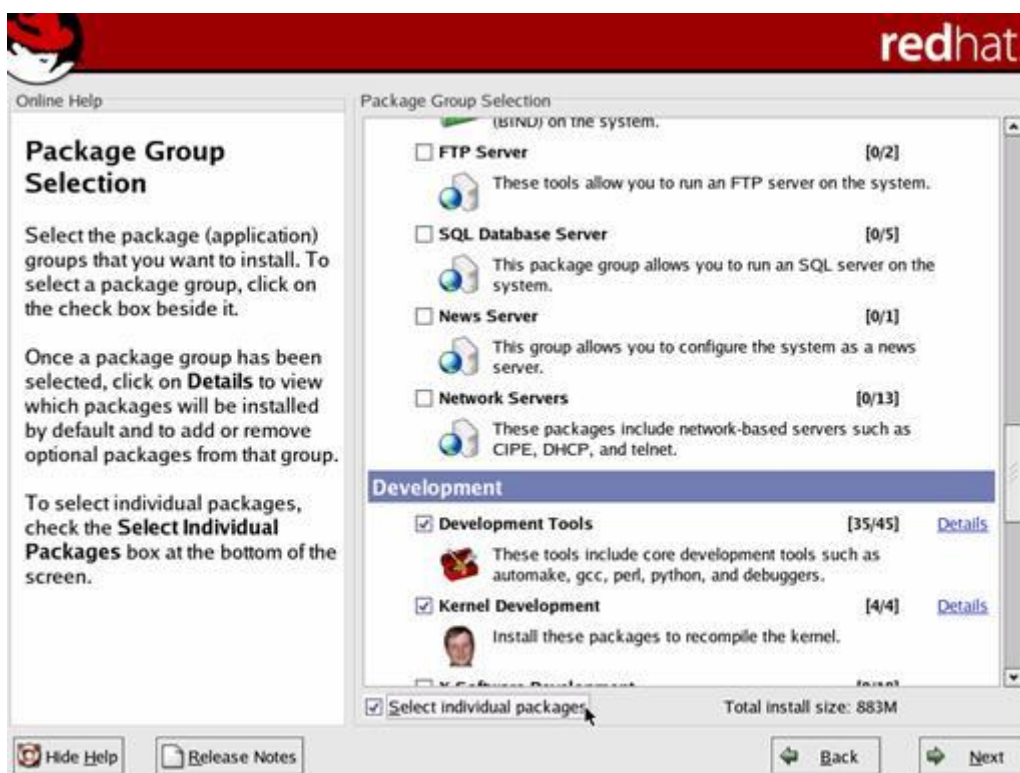 redhat
Online Help
Package Group
Selection
Select the package (application)
groups that you want to install. To
select a package group, click on
the check box beside it.
Once a package group has been
selected, click on Details to view
which packages will be installed
by default and to add or remove
optional packages from that group.
To select individual packages,
check the Select Individual
Packages box at the bottom of the
screen.
Package Group Selection
(BIND) on the system.
FTP Server [0/2]
These tools allow you to run an FTP server on the system.
SQL Database Server [0/5]
This package group allows you to run an SQL server on the
system.
News Server [0/1]
This group allows you to configure the system as a news
server.
Network Servers [0/13]
These packages include network-based servers such as
CIPE, DHCP, and telnet.
Development
Development Tools [35/45] Details
These tools include core development tools such as
automake, gcc, perl, python, and debuggers.
Kernel Development [4/4] Details
Install these packages to recompile the kernel.
Select individual packages
Total install size: 883M
Hide Help
Release Notes
Back
Next